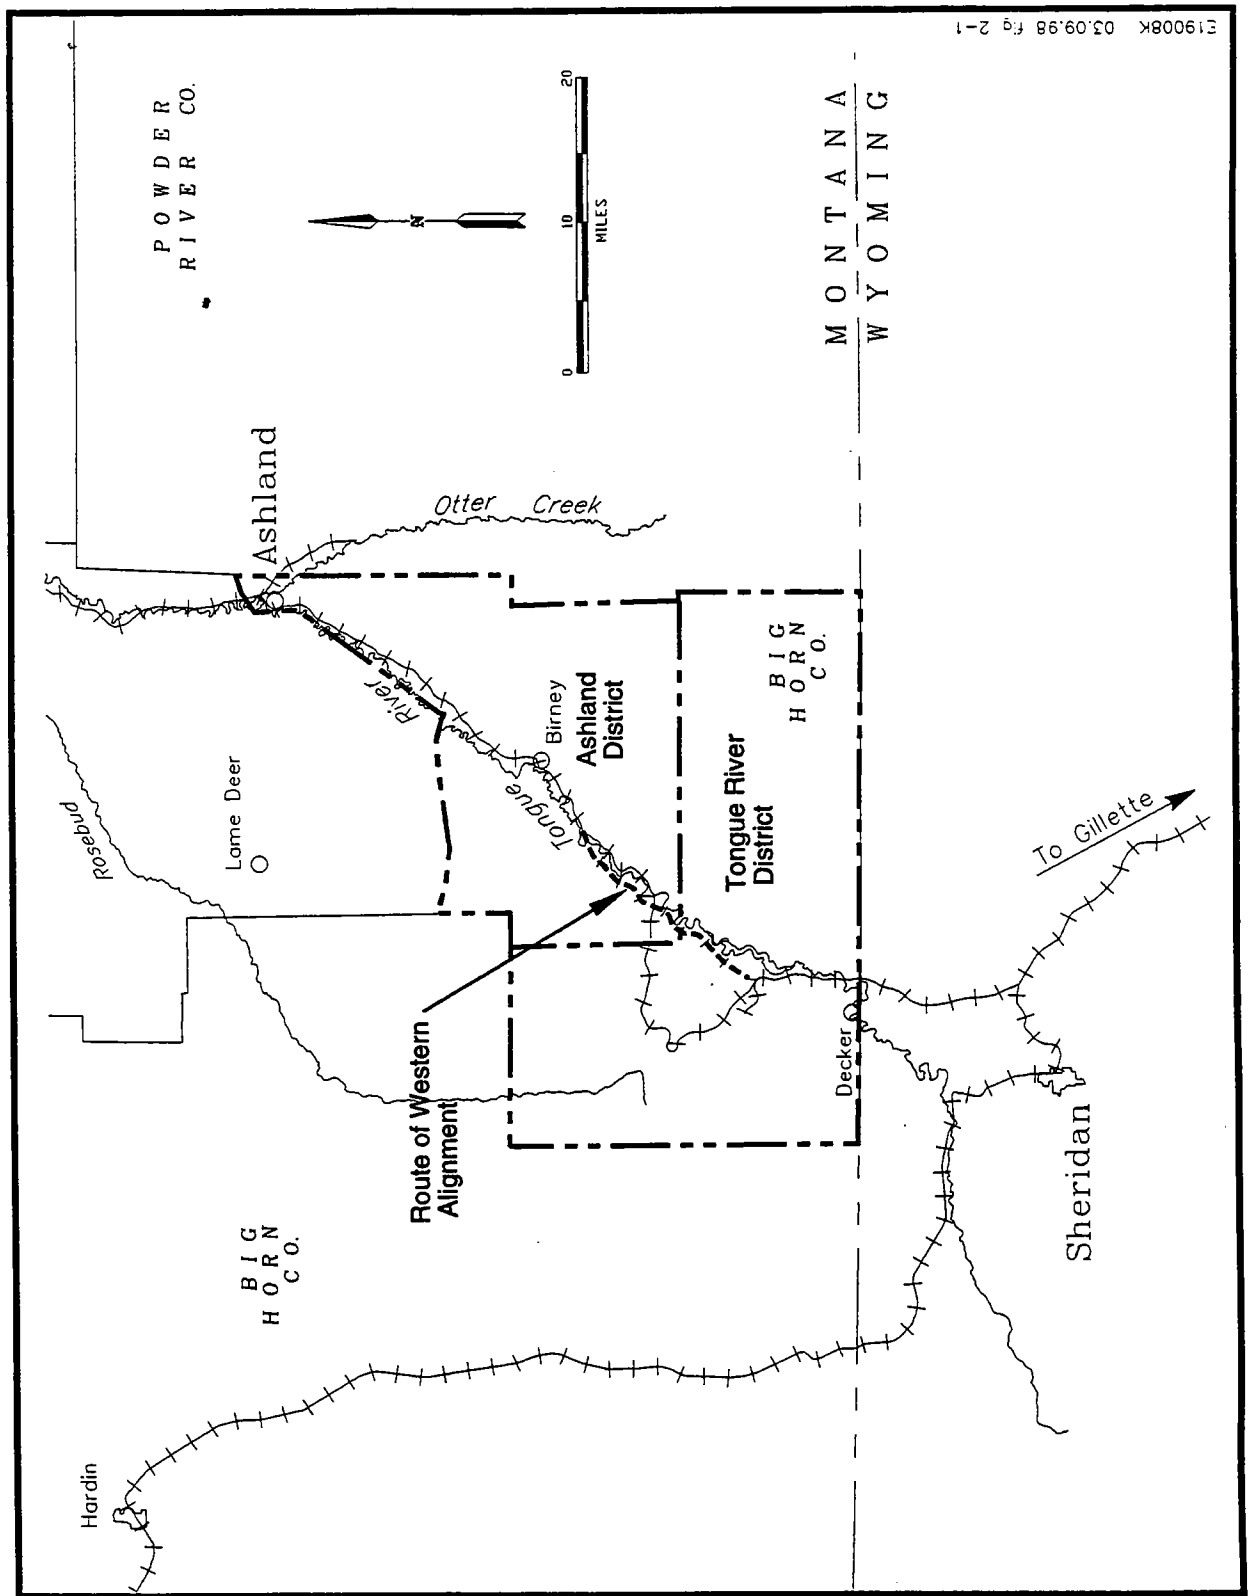 E19008K 03.09.98 fig 2-1
POWDER
RIVER CO.
N
0
10
20
MILES
MONTANA
WYOMING
Ashland
Otter Creek
Rosebud
Lame Deer
Tongue River
Birney
Ashland
District
BIG
HORN
CO.
Tongue River
District
To Gillette
Route of Western
Alignment
Decker
Sheridan
BIG
HORN
CO.
Hardin